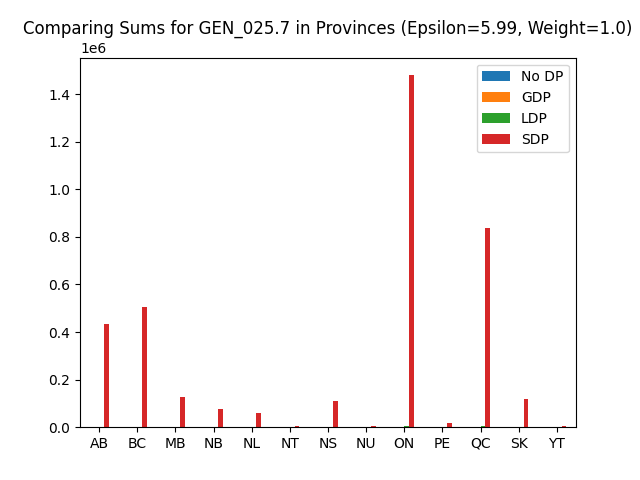 Comparing Sums for GEN_025.7 in Provinces (Epsilon=5.99, Weight=1.0)
1e6
No DP
GDP
LDP
SDP
1.4
1.2
1.0
0.8
0.6
0.4
0.2
0.0
AB BC MB NB NL NT NS NU ON PE QC SK YT